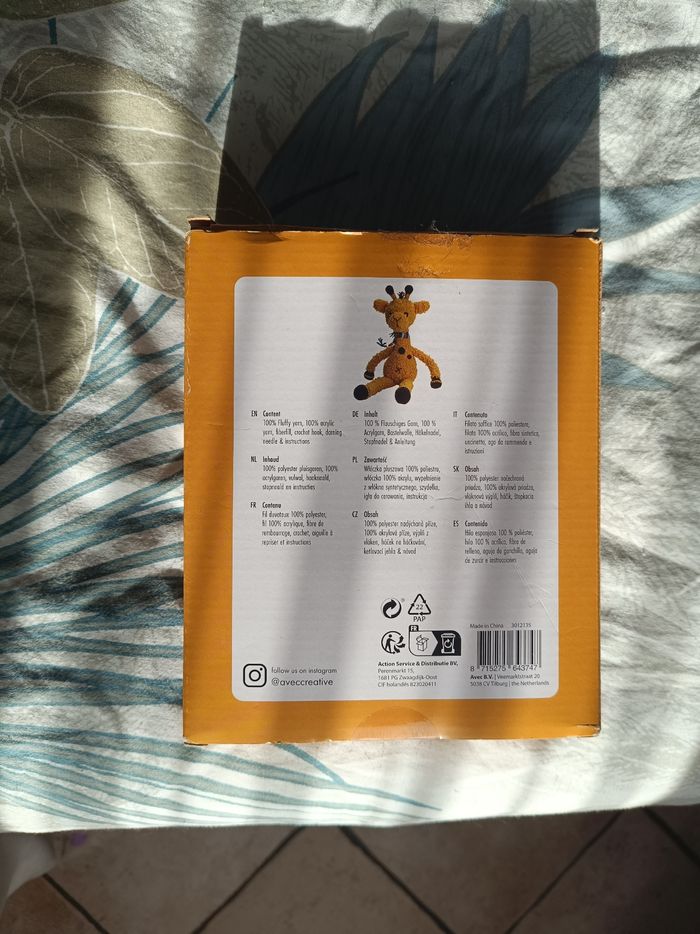 EN Content
100% Fluffy yarn, 100% acrylic
yarn, fiberfill, crochet hook, darning
needle & instructions
NL Inhoud
100% polyester pluisgaren, 100%
acrylgaren, vulwol, haaknaald,
stopnaald en instructies
FR Contenu
Fil duveteux 100% polyester,
fil 100% acrylique, fibre de
rembourrage, crochet, aiguille à
repriser et instructions
DE Inhalt
100 % Flauschiges Garn, 100 %
Acrylgarn, Bastelwolle, Häkelnadel,
Stopfnadel & Anleitung
PL Zawartość
Włóczka pluszowa 100% poliestru,
włóczka 100% akrylu, wypełnienie
z włókna syntetycznego, szydełko,
igła do cerowania, instrukcja
CZ Obsah
100% polyester nadýchaná příze,
100% akrylová příze, výplň z
vláken, háček na háčkování,
& návod
IT Contenuto
Filato soffice 100% poliestere,
filato 100% acrilico, fibra sintetica,
uncinetto, ago da rammendo e
istruzioni
SK Obsah
100% polyester načechraná
priadza, 100% akrylová priadza,
vláknová výplň, háčik, štopkacia
ihla a návod
ES Contenido
Hilo esponjoso 100 % poliéster,
hilo 100 % acrílico, fibra de
relleno, aguja de ganchillo, aguja
de zurcir e instrucciones
22
PAP
FR
follow us on instagram
@aveccreative
Action Service & Distributie BV,
Perenmarkt 15,
1681 PG Zwaagdijk-Oost
CIF holandés 823020411
Made in China 3012135
8 715275 643747
Avec B.V. | Veemarktstraat 20
5038 CV Tilburg | the Netherlands